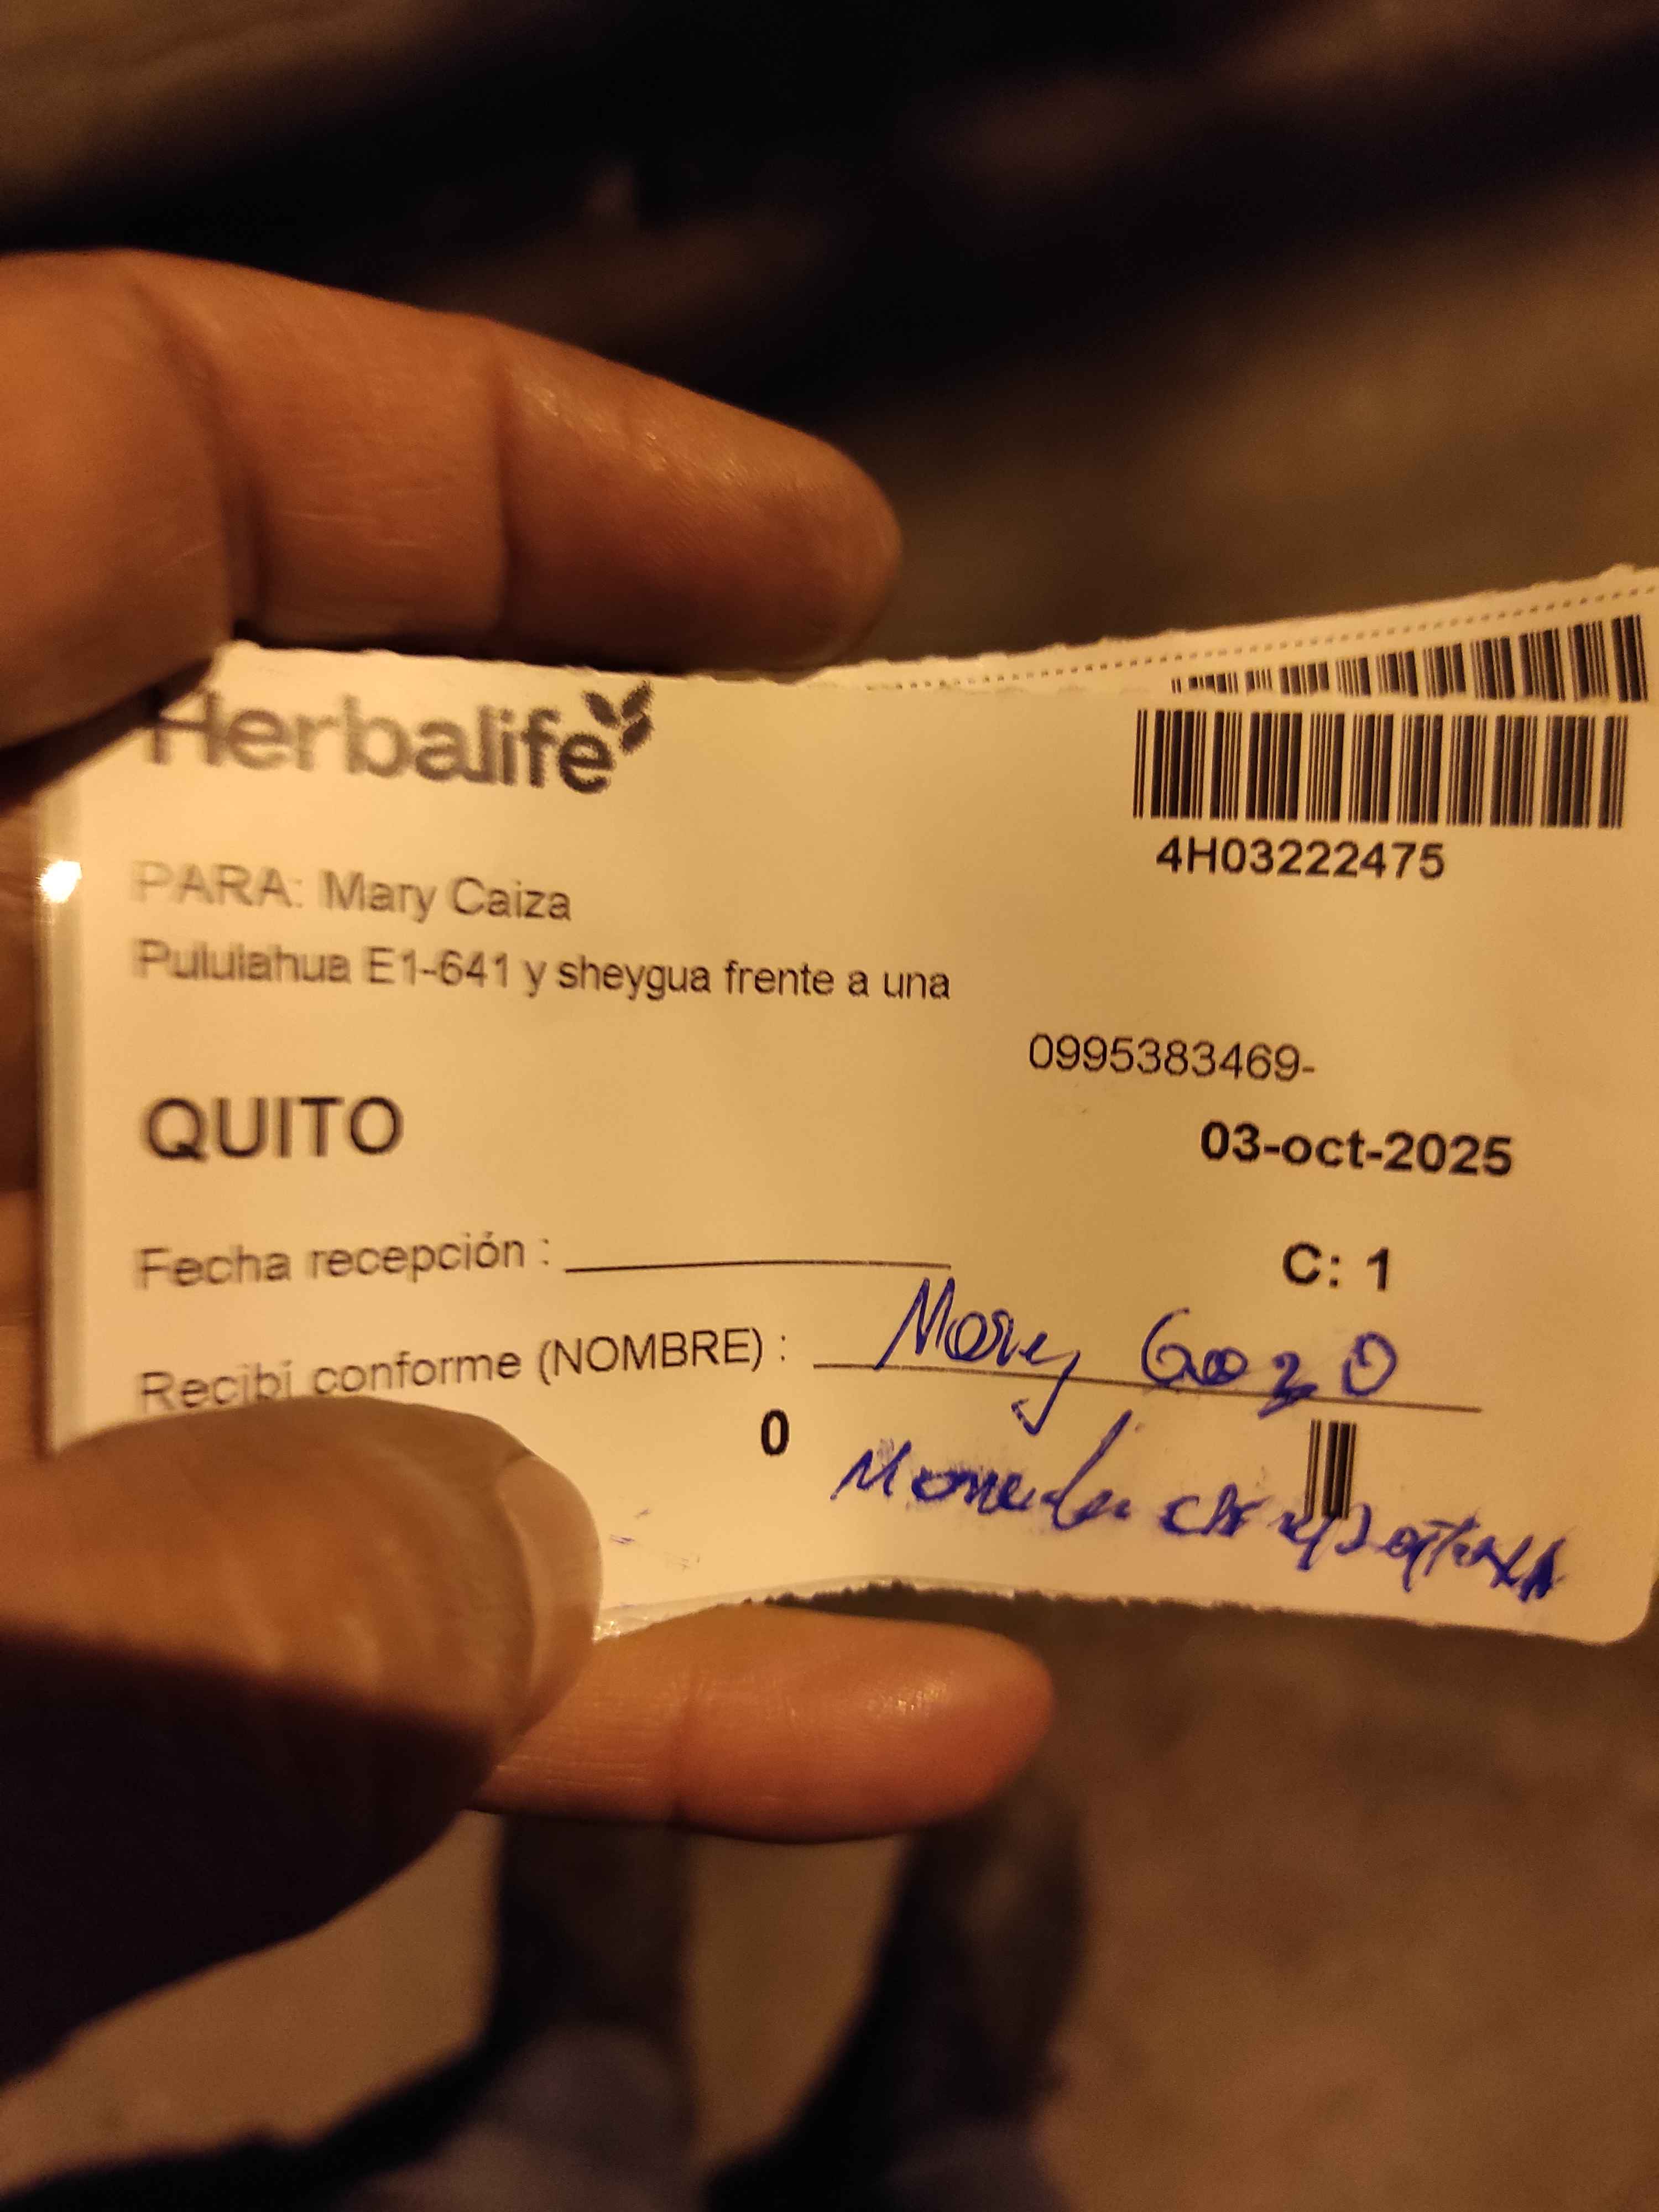 Herbalife
4H03222475
PARA: Mary Caiza
Pululahua E1-641 y sheygua frente a una
0995383469-
QUITO
03-oct-2025
Fecha recepción :
C: 1
Recibí conforme (NOMBRE) : Mary
0